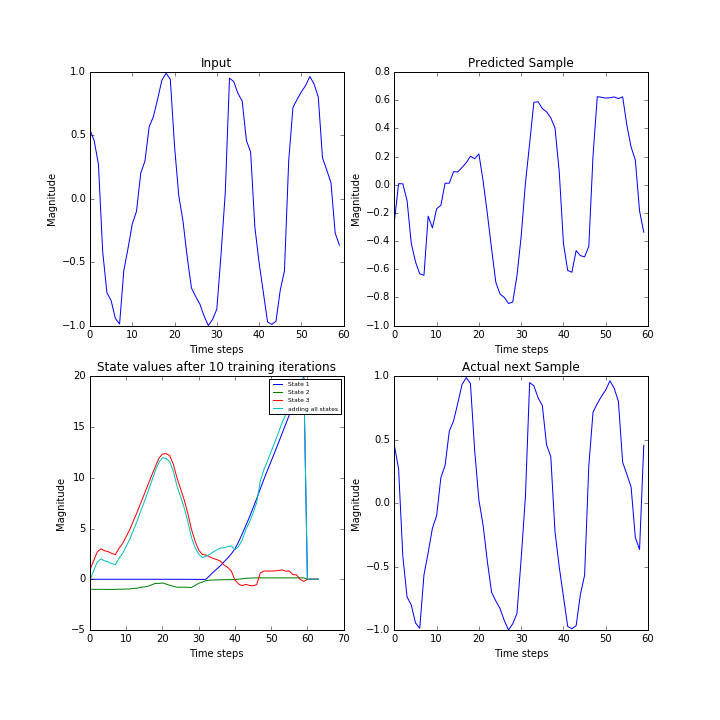 Input
Magnitude
1.0
0.5
0.0
−0.5
−1.0
0 10 20 30 40 50 60
Time steps
Predicted Sample
Magnitude
0.8
0.6
0.4
0.2
0.0
−0.2
−0.4
−0.6
−0.8
−1.0
0 10 20 30 40 50 60
Time steps
State values after 10 training iterations
Magnitude
20
15
10
5
0
−5
0 10 20 30 40 50 60 70
Time steps
State 1
State 2
State 3
adding all states
Actual next Sample
Magnitude
1.0
0.5
0.0
−0.5
−1.0
0 10 20 30 40 50 60
Time steps